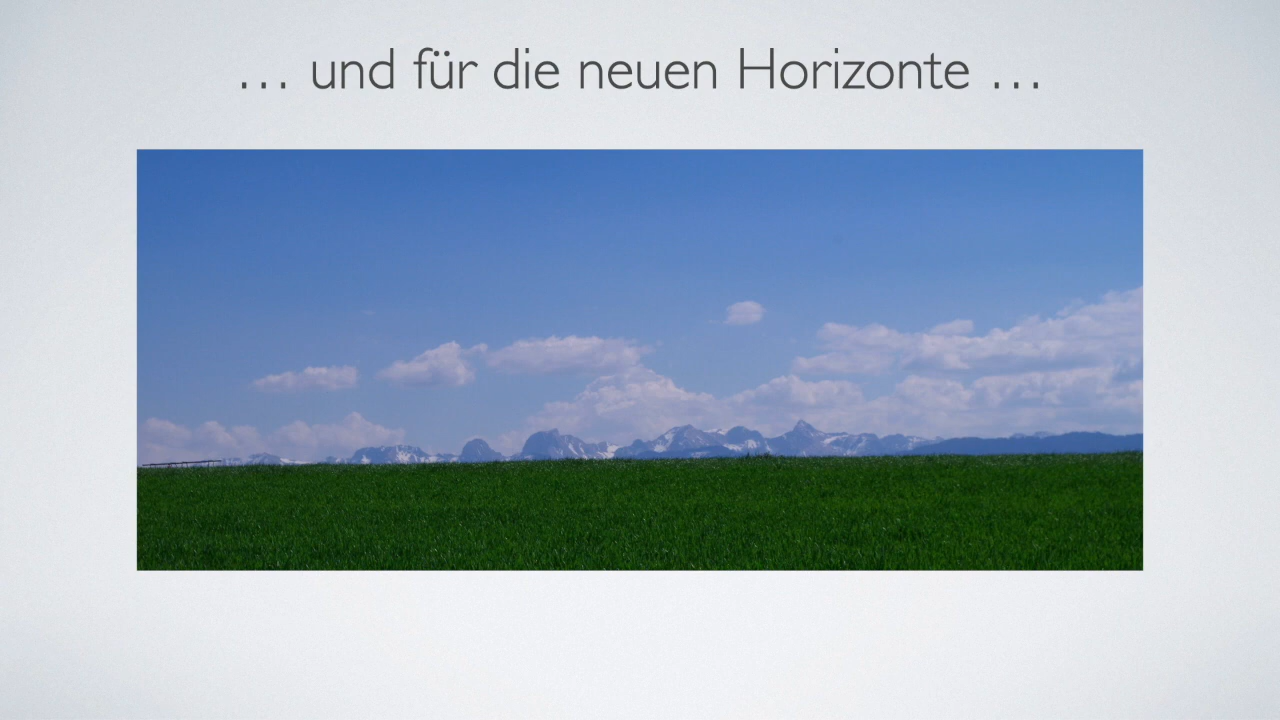 … und für die neuen Horizonte …